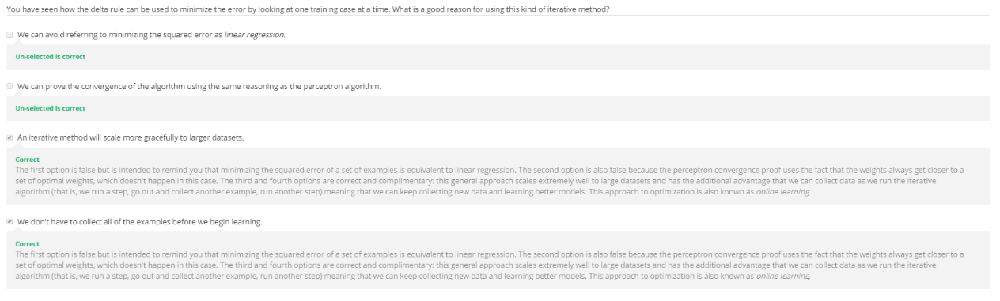 You have seen how the delta rule can be used to minimize the error by looking at one training case at a time. What is a good reason for using this kind of iterative method?
We can avoid referring to minimizing the squared error as linear regression.
Un-selected is correct
We can prove the convergence of the algorithm using the same reasoning as the perceptron algorithm.
Un-selected is correct
An iterative method will scale more gracefully to larger datasets.
Correct
The first option is false but is intended to remind you that minimizing the squared error of a set of examples is equivalent to linear regression. The second option is also false because the perceptron convergence proof uses the fact that the weights always get closer to a
set of optimal weights, which doesn't happen in this case. The third and fourth options are correct and complimentary: this general approach scales extremely well to large datasets and has the additional advantage that we can collect data as we run the iterative
algorithm (that is, we run a step, go out and collect another example, run another step) meaning that we can keep collecting new data and learning better models. This approach to optimization is also known as online learning.
We don't have to collect all of the examples before we begin learning.
Correct
The first option is false but is intended to remind you that minimizing the squared error of a set of examples is equivalent to linear regression. The second option is also false because the perceptron convergence proof uses the fact that the weights always get closer to a
set of optimal weights, which doesn't happen in this case. The third and fourth options are correct and complimentary: this general approach scales extremely well to large datasets and has the additional advantage that we can collect data as we run the iterative
algorithm (that is, we run a step, go out and collect another example, run another step) meaning that we can keep collecting new data and learning better models. This approach to optimization is also known as online learning.